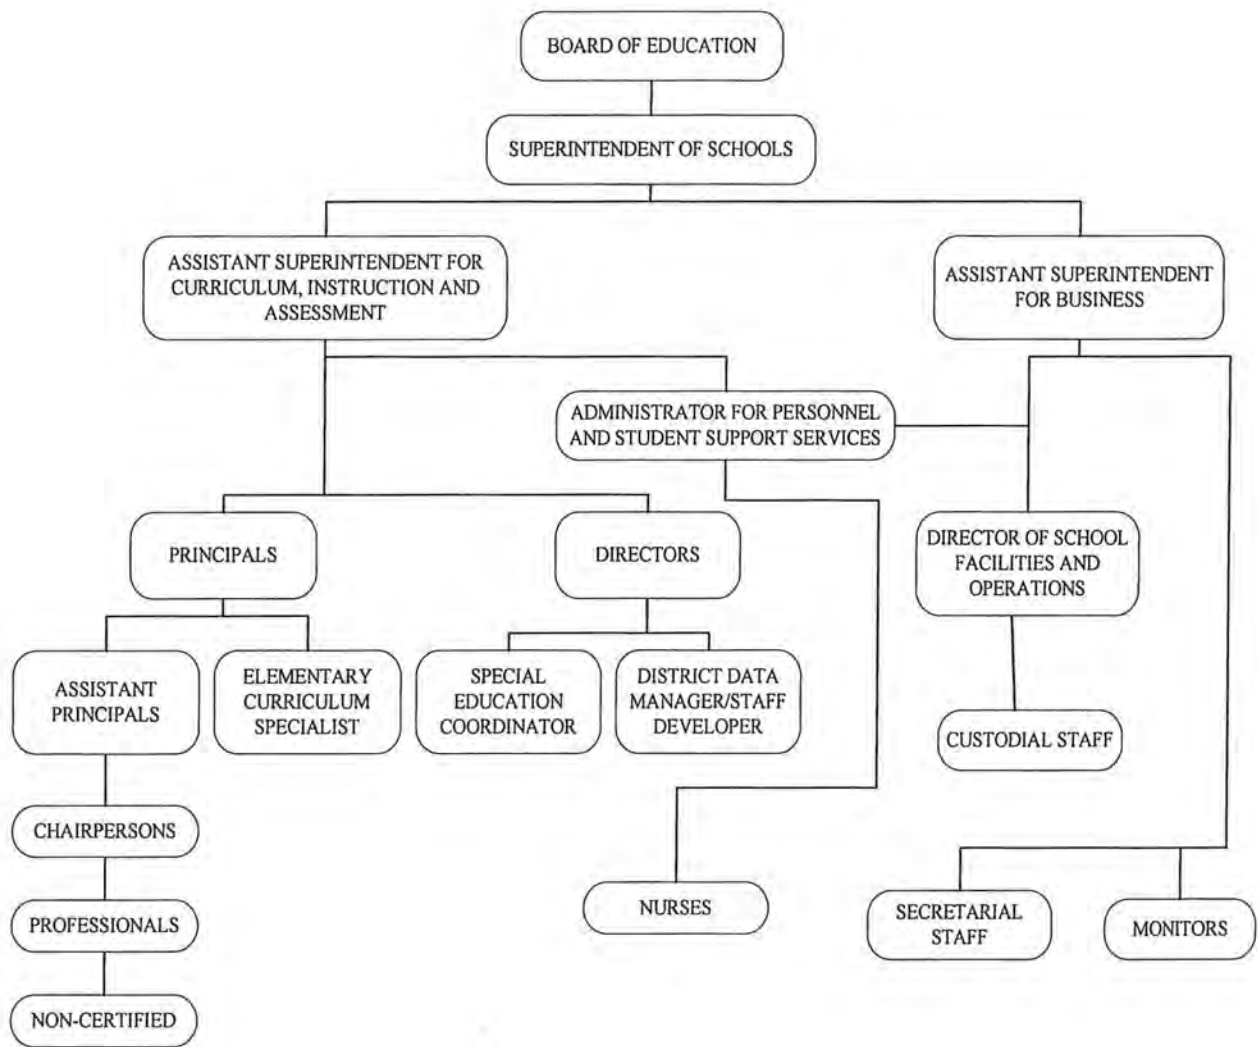 BOARD OF EDUCATION
SUPERINTENDENT OF SCHOOLS
ASSISTANT SUPERINTENDENT FOR
CURRICULUM, INSTRUCTION AND
ASSESSMENT
ASSISTANT SUPERINTENDENT
FOR BUSINESS
ADMINISTRATOR FOR PERSONNEL
AND STUDENT SUPPORT SERVICES
PRINCIPALS
DIRECTORS
DIRECTOR OF SCHOOL
FACILITIES AND
OPERATIONS
ASSISTANT
PRINCIPALS
ELEMENTARY
CURRICULUM
SPECIALIST
SPECIAL
EDUCATION
COORDINATOR
DISTRICT DATA
MANAGER/STAFF
DEVELOPER
CUSTODIAL STAFF
CHAIRPERSONS
NURSES
SECRETARIAL
STAFF
MONITORS
PROFESSIONALS
NON-CERTIFIED